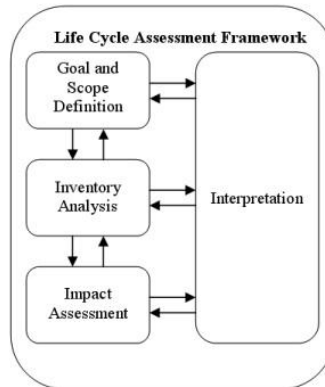 Life Cycle Assessment Framework
Goal and
Scope
Definition
Inventory
Analysis
Interpretation
Impact
Assessment